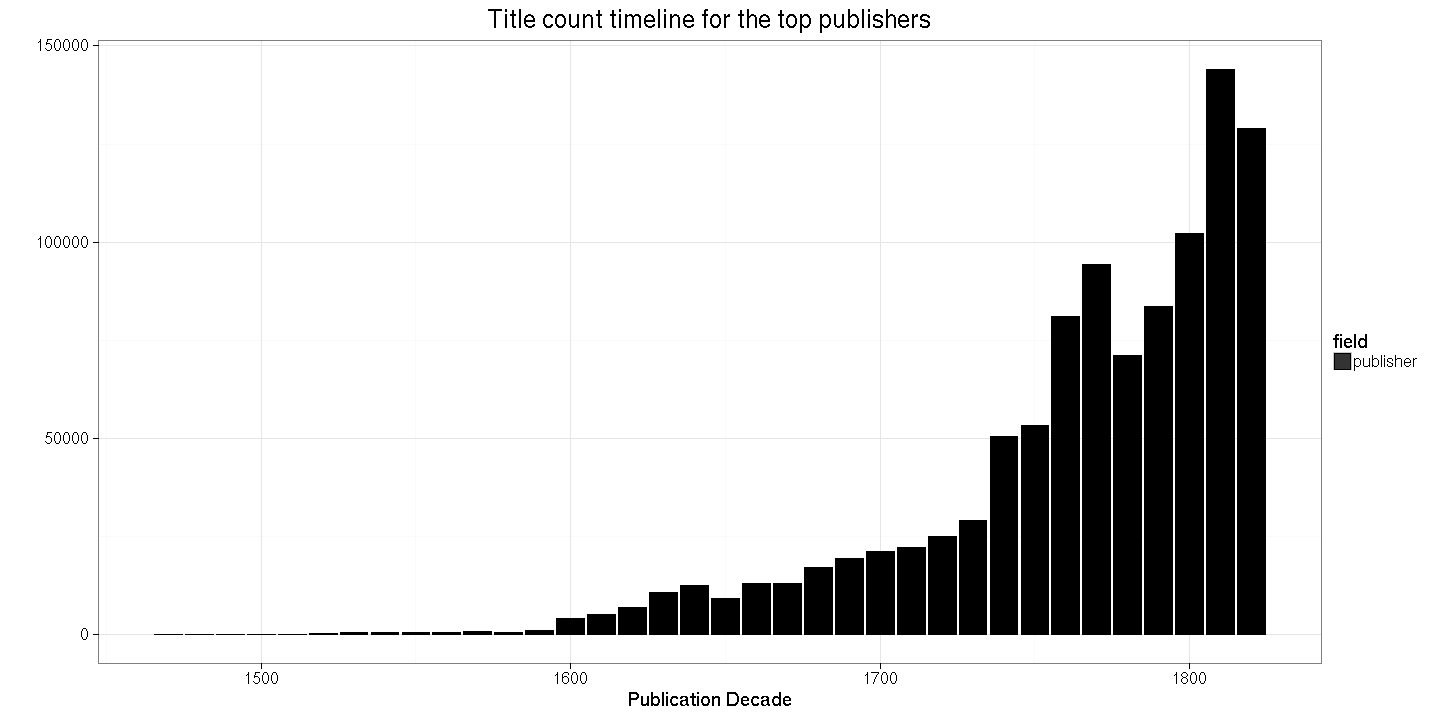 Title count timeline for the top publishers
150000
100000
50000
0
1500 1600 1700 1800
Publication Decade
field
publisher